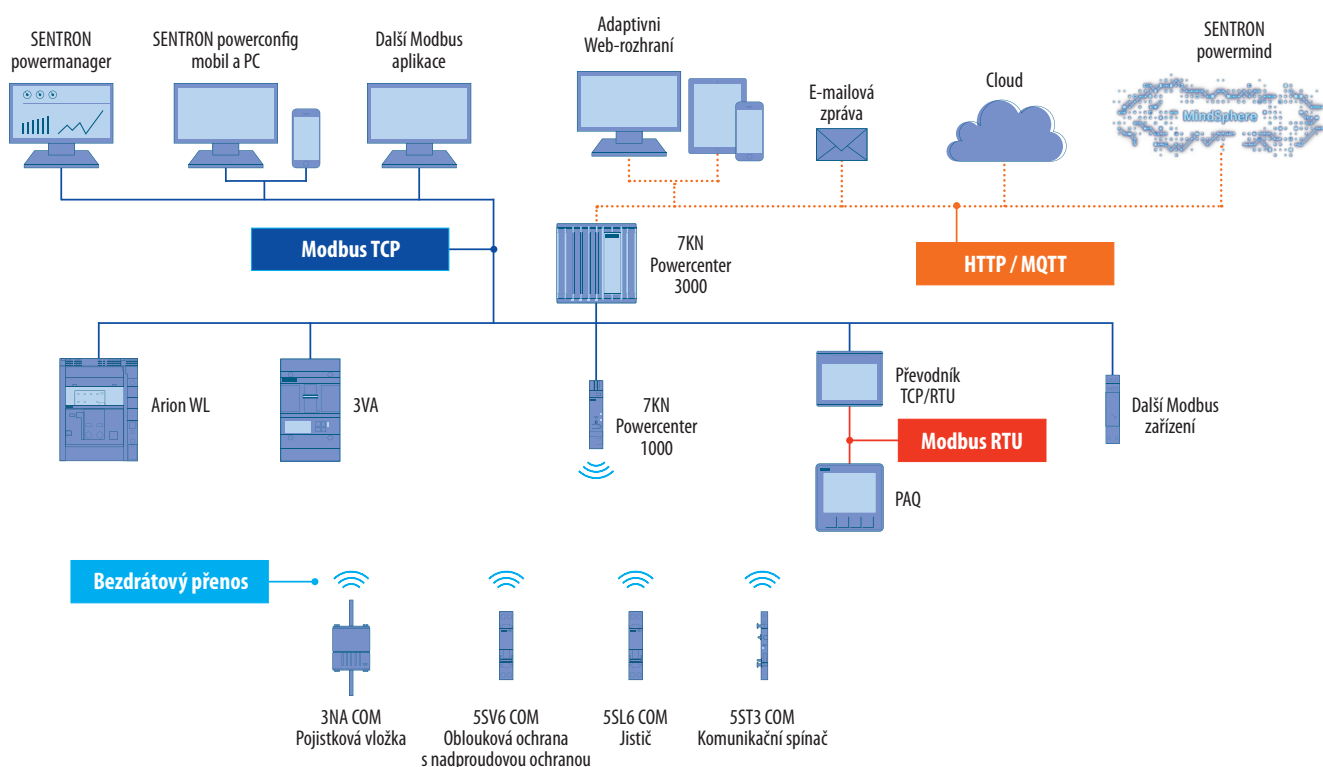 SENTRON
powermanager
SENTRON powerconfig
mobil a PC
Další Modbus
aplikace
Adaptivni
Web-rozhraní
E-mailová
zpráva
Cloud
SENTRON
powermind
MindSphere
Modbus TCP
7KN
Powercenter
3000
HTTP / MQTT
Arion WL
3VA
7KN
Powercenter
1000
Převodník
TCP/RTU
Další Modbus
zařízení
Modbus RTU
PAQ
Bezdrátový přenos
3NA COM
Pojistková vložka
5SV6 COM
Oblouková ochrana
s nadproudovou ochranou
5SL6 COM
Jistič
5ST3 COM
Komunikační spínač